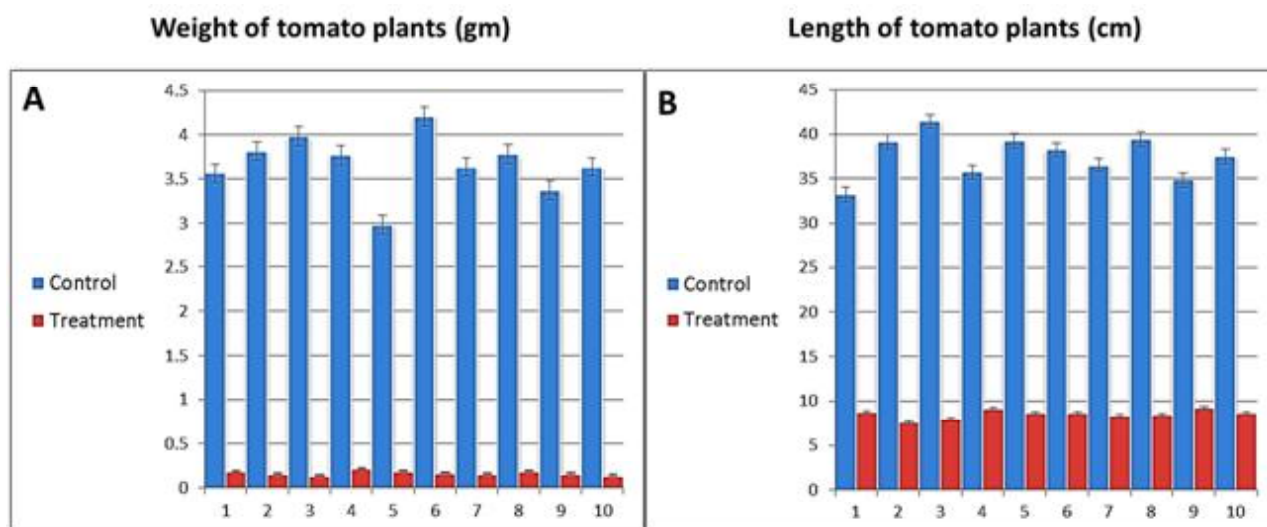 Weight of tomato plants (gm)
Length of tomato plants (cm)
A
4.5
4
3.5
3
2.5
2
1.5
1
0.5
0
Control
Treatment
1 2 3 4 5 6 7 8 9 10
B
45
40
35
30
25
20
15
10
5
0
Control
Treatment
1 2 3 4 5 6 7 8 9 10